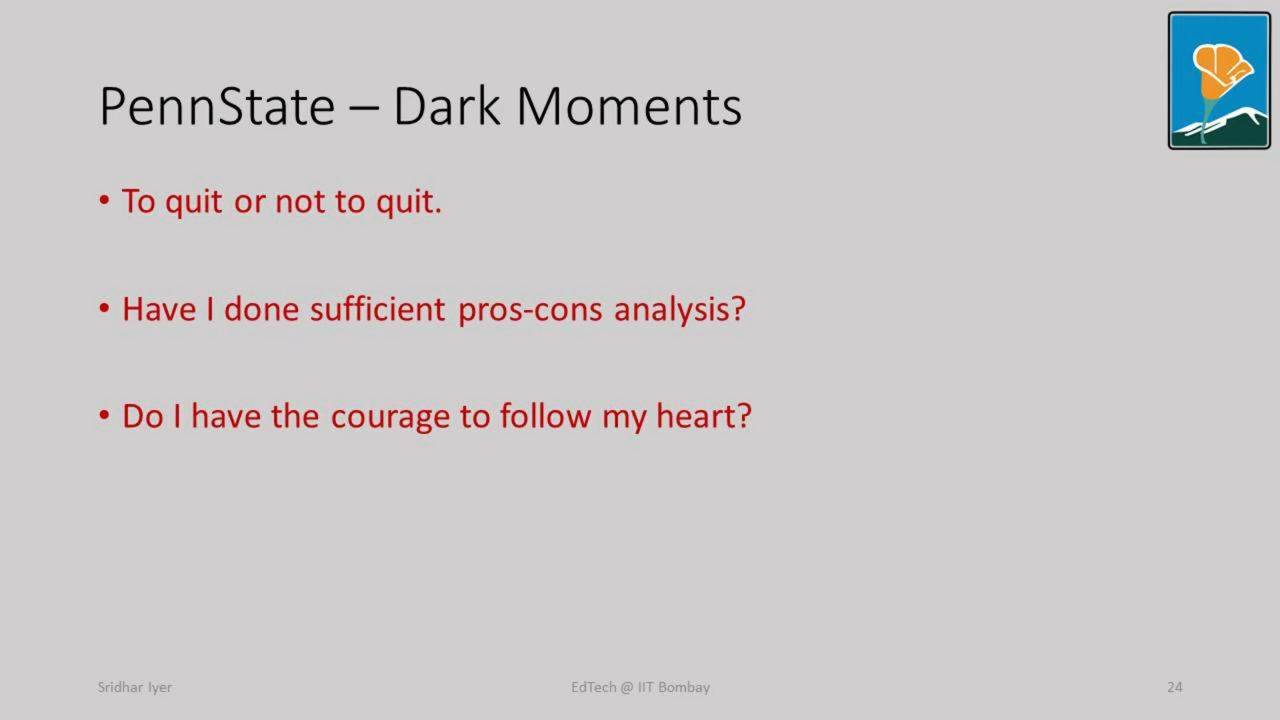 PennState – Dark Moments
• To quit or not to quit.
• Have I done sufficient pros-cons analysis?
• Do I have the courage to follow my heart?
Sridhar Iyer
EdTech @ IIT Bombay
24